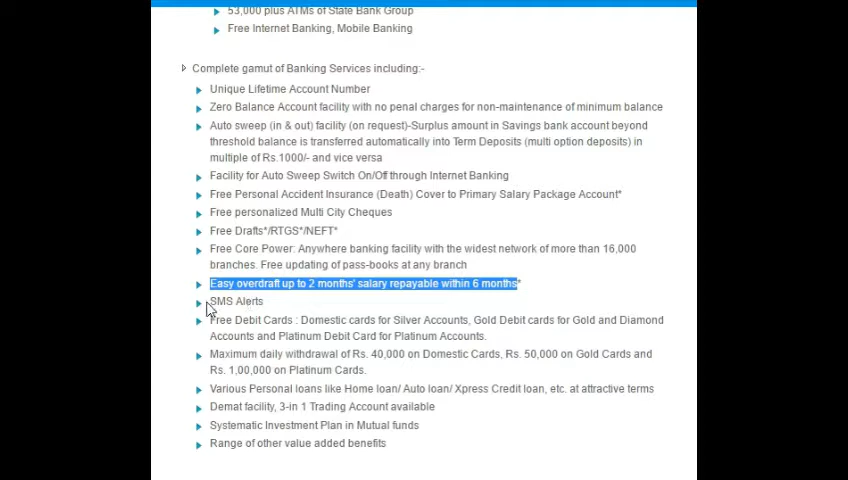 53,000 plus ATMs of State Bank Group
Free Internet Banking, Mobile Banking
Complete gamut of Banking Services including:-
Unique Lifetime Account Number
Zero Balance Account facility with no penal charges for non-maintenance of minimum balance
Auto sweep (in & out) facility (on request)-Surplus amount in Savings bank account beyond
threshold balance is transferred automatically into Term Deposits (multi option deposits) in
multiple of Rs.1000/- and vice versa
Facility for Auto Sweep Switch On/Off through Internet Banking
Free Personal Accident Insurance (Death) Cover to Primary Salary Package Account*
Free personalized Multi City Cheques
Free Drafts*/RTGS*/NEFT*
Free Core Power: Anywhere banking facility with the widest network of more than 16,000
branches. Free updating of pass-books at any branch
Easy overdraft up to 2 months' salary repayable within 6 months*
SMS Alerts
Free Debit Cards : Domestic cards for Silver Accounts, Gold Debit cards for Gold and Diamond
Accounts and Platinum Debit Card for Platinum Accounts.
Maximum daily withdrawal of Rs. 40,000 on Domestic Cards, Rs. 50,000 on Gold Cards and
Rs. 1,00,000 on Platinum Cards.
Various Personal loans like Home loan/ Auto loan/ Xpress Credit loan, etc. at attractive terms
Demat facility, 3-in 1 Trading Account available
Systematic Investment Plan in Mutual funds
Range of other value added benefits